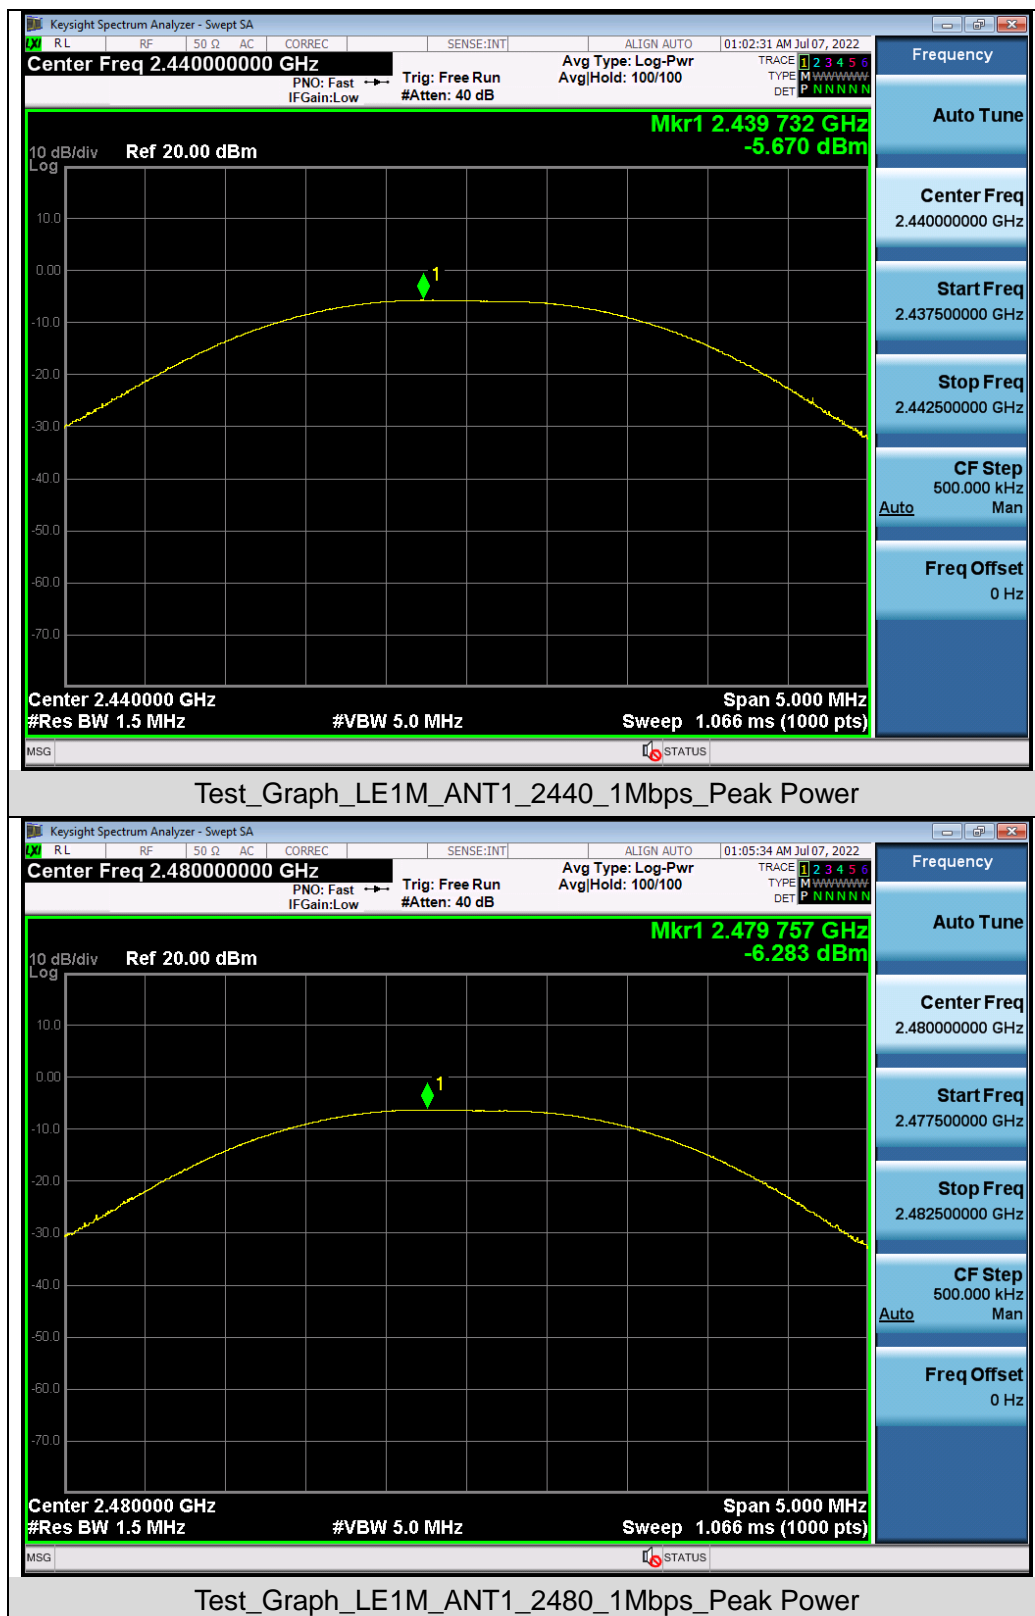 Keysight Spectrum Analyzer - Swept SA
LXI RL RF 50 Ω AC CORREC SENSE:INT ALIGN AUTO 01:02:31 AM Jul 07, 2022
Center Freq 2.440000000 GHz
PNO: Fast
IFGain:Low
Trig: Free Run
#Atten: 40 dB
Avg Type: Log-Pwr
Avg|Hold: 100/100
TRACE 1 2 3 4 5 6
TYPE M W W W W W
DET P N N N N N
Mkr1 2.439 732 GHz
-5.670 dBm
10 dB/div Ref 20.00 dBm
Log
10.0
0.00
1
-10.0
-20.0
-30.0
-40.0
-50.0
-60.0
-70.0
Center 2.440000 GHz Span 5.000 MHz
#Res BW 1.5 MHz #VBW 5.0 MHz Sweep 1.066 ms (1000 pts)
MSG STATUS
Frequency
Auto Tune
Center Freq
2.440000000 GHz
Start Freq
2.437500000 GHz
Stop Freq
2.442500000 GHz
CF Step
500.000 kHz
Auto Man
Freq Offset
0 Hz
Test_Graph_LE1M_ANT1_2440_1Mbps_Peak Power
Keysight Spectrum Analyzer - Swept SA
LXI RL RF 50 Ω AC CORREC SENSE:INT ALIGN AUTO 01:05:34 AM Jul 07, 2022
Center Freq 2.480000000 GHz
PNO: Fast
IFGain:Low
Trig: Free Run
#Atten: 40 dB
Avg Type: Log-Pwr
Avg|Hold: 100/100
TRACE 1 2 3 4 5 6
TYPE M W W W W W
DET P N N N N N
Mkr1 2.479 757 GHz
-6.283 dBm
10 dB/div Ref 20.00 dBm
Log
10.0
0.00
1
-10.0
-20.0
-30.0
-40.0
-50.0
-60.0
-70.0
Center 2.480000 GHz Span 5.000 MHz
#Res BW 1.5 MHz #VBW 5.0 MHz Sweep 1.066 ms (1000 pts)
MSG STATUS
Frequency
Auto Tune
Center Freq
2.480000000 GHz
Start Freq
2.477500000 GHz
Stop Freq
2.482500000 GHz
CF Step
500.000 kHz
Auto Man
Freq Offset
0 Hz
Test_Graph_LE1M_ANT1_2480_1Mbps_Peak Power